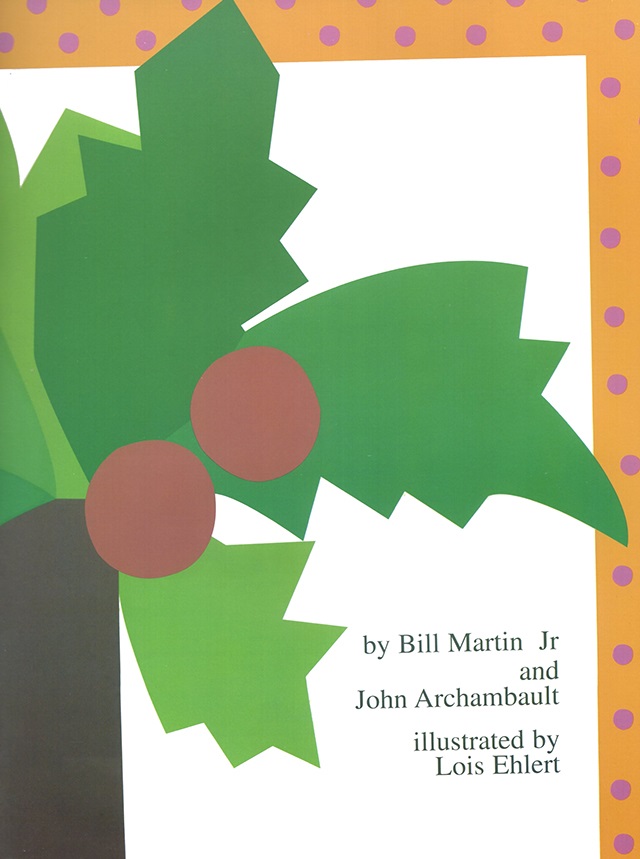 by Bill Martin Jr
and
John Archambault
illustrated by
Lois Ehlert